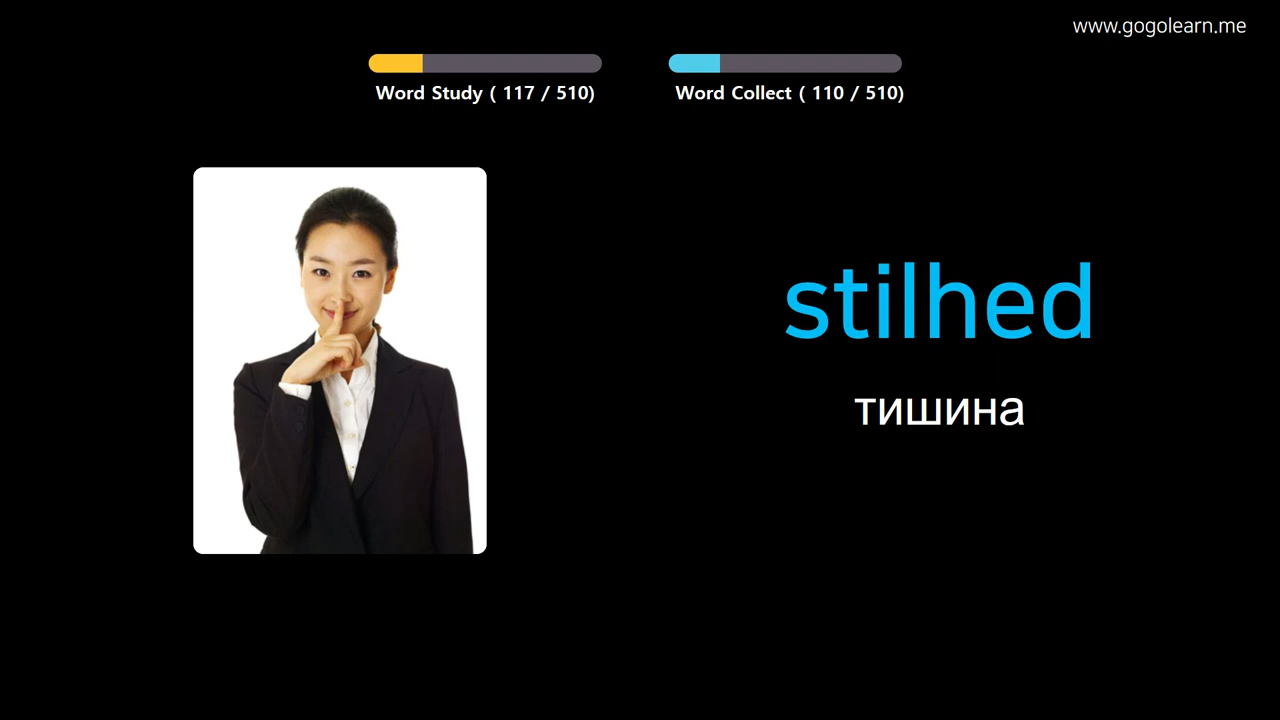 www.gogolearn.me
Word Study ( 117 / 510)
Word Collect ( 110 / 510)
stilhed
тишина